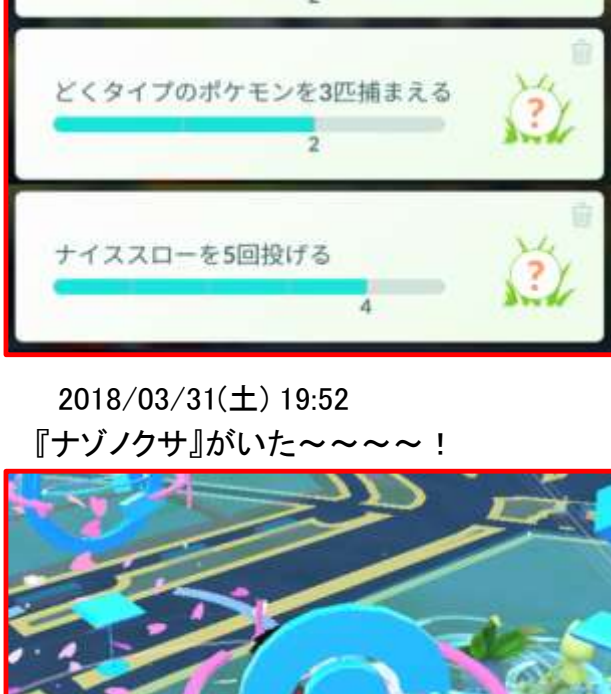 2
どくタイプのポケモンを3匹捕まえる
?
2
ナイススローを5回投げる
?
4
2018/03/31(土) 19:52
『ナゾノクサ』がいた～～～～！